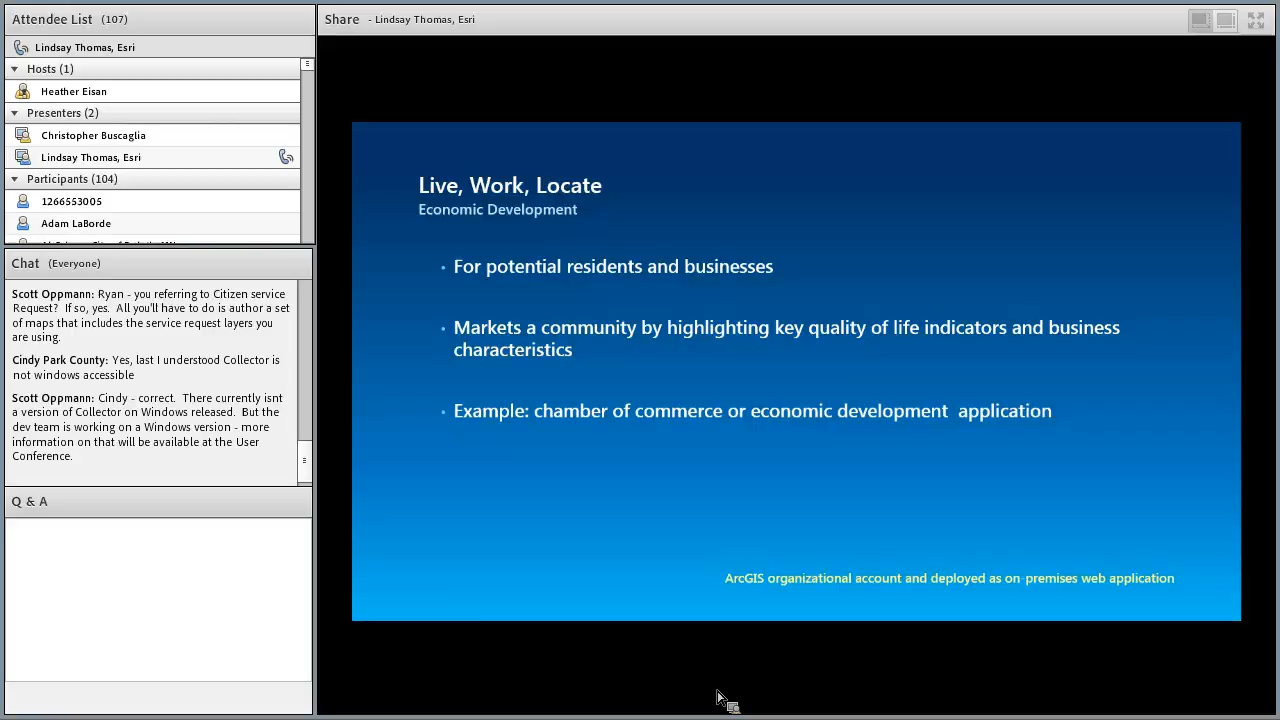 Attendee List (107)
Lindsay Thomas, Esri
Hosts (1)
Heather Eisan
Presenters (2)
Christopher Buscaglia
Lindsay Thomas, Esri
Participants (104)
1266553005
Adam LaBorde
Chat (Everyone)
Scott Oppmann: Ryan - you referring to Citizen service
Request? If so, yes. All you'll have to do is author a set
of maps that includes the service request layers you
are using.
Cindy Park County: Yes, last I understood Collector is
not windows accessible
Scott Oppmann: Cindy - correct. There currently isnt
a version of Collector on Windows released. But the
dev team is working on a Windows version - more
information on that will be available at the User
Conference.
Q & A
Share - Lindsay Thomas, Esri
Live, Work, Locate
Economic Development
• For potential residents and businesses
• Markets a community by highlighting key quality of life indicators and business
characteristics
• Example: chamber of commerce or economic development application
ArcGIS organizational account and deployed as on-premises web application